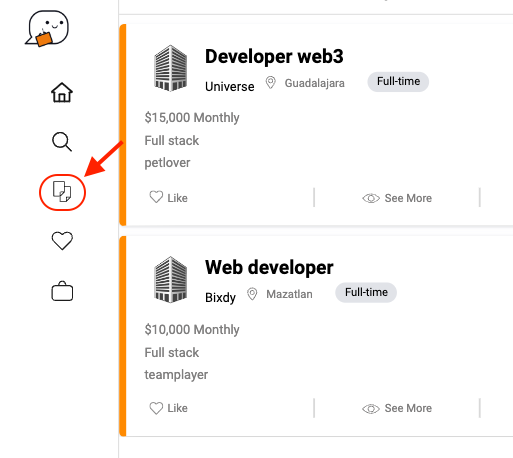 Developer web3
Universe Guadalajara Full-time
$15,000 Monthly
Full stack
petlover
Like See More
Web developer
Bixdy Mazatlan Full-time
$10,000 Monthly
Full stack
teamplayer
Like See More